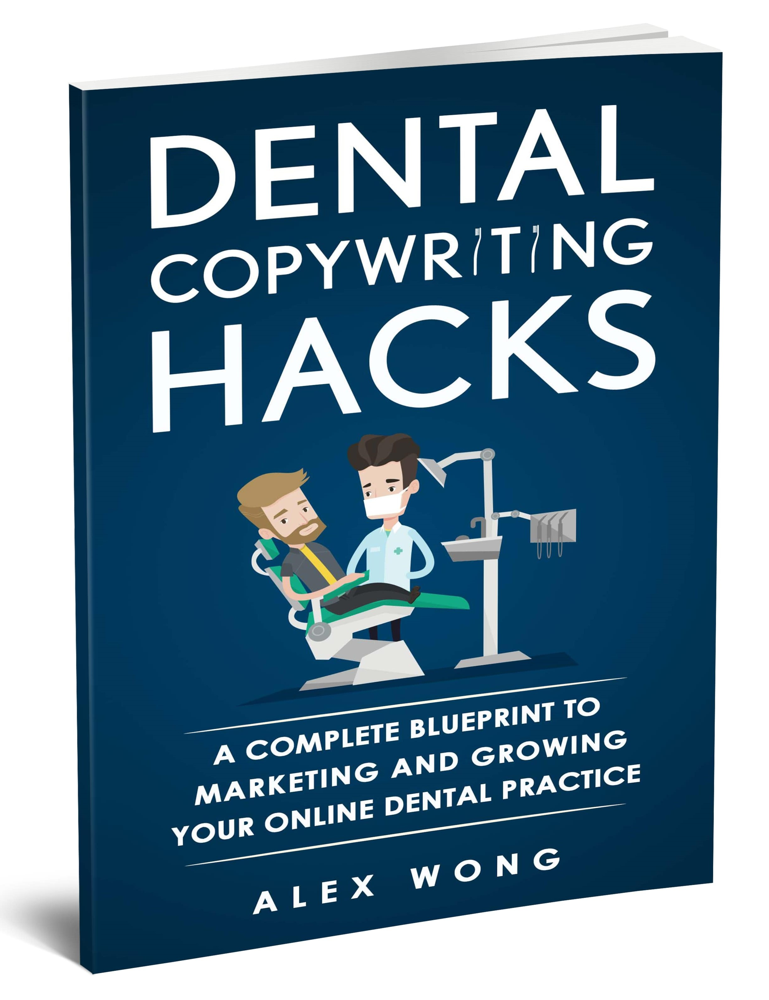 DENTAL
COPYWRITING
HACKS
A COMPLETE BLUEPRINT TO
MARKETING AND GROWING
YOUR ONLINE DENTAL PRACTICE
ALEX WONG